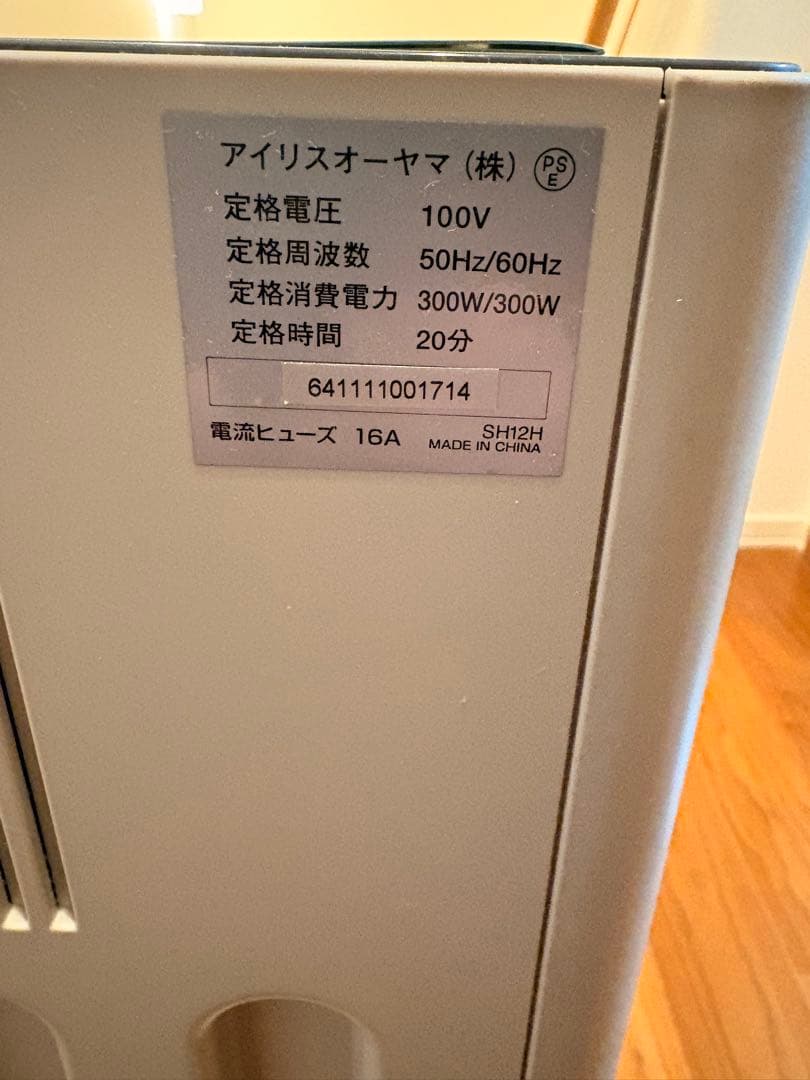 アイリスオーヤマ（株） PSE
定格電圧 100V
定格周波数 50Hz/60Hz
定格消費電力 300W/300W
定格時間 20分
641111001714
電流ヒューズ 16A SH12H
MADE IN CHINA